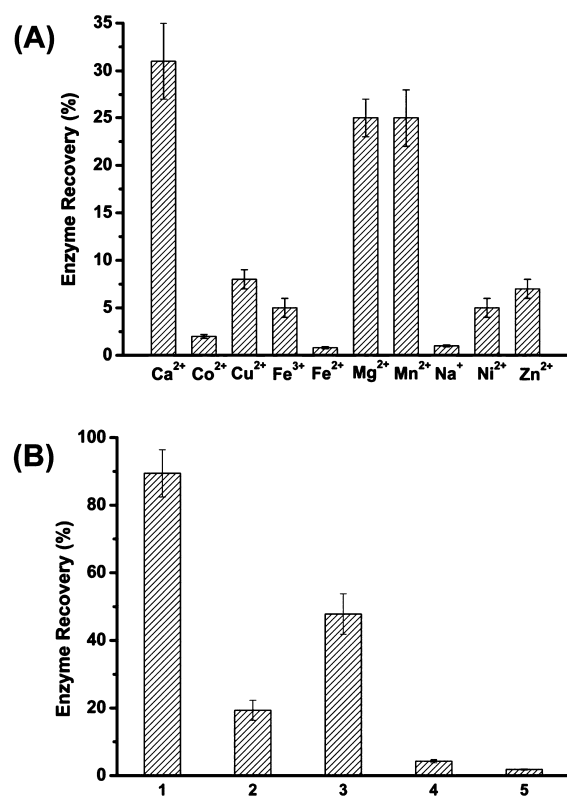 (A)
Enzyme Recovery (%)
35
30
25
20
15
10
5
0
Ca²⁺ Co²⁺ Cu²⁺ Fe³⁺ Fe²⁺ Mg²⁺ Mn²⁺ Na⁺ Ni²⁺ Zn²⁺
(B)
Enzyme Recovery (%)
100
80
60
40
20
0
1 2 3 4 5